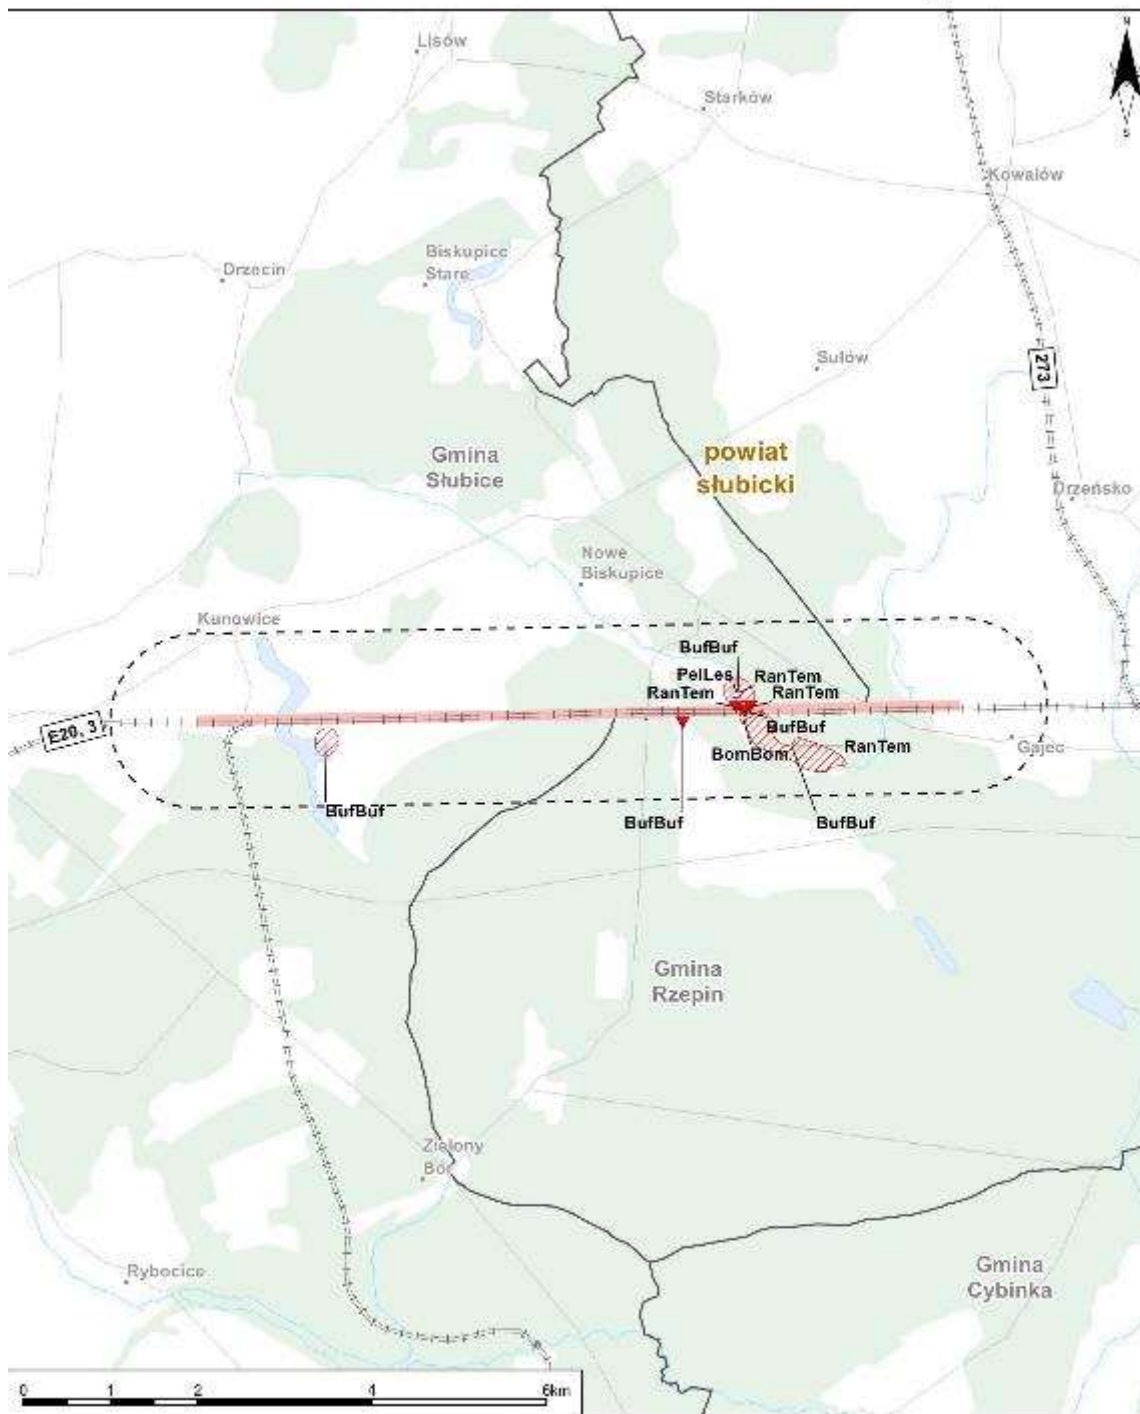 Lisów
N
Starków
S
Kowalów
Biskupice
Stare
Drzecin
Sułów
273
Gmina
Słubice
powiat
słubicki
Drzeńsko
Nowe
Biskupice
Kunowice
BufBuf
PelLes
RanTem
RanTem
RanTem
E20, 3
BufBuf
BomBom
RanTem
Gajec
BufBuf
BufBuf
BufBuf
Gmina
Rzepin
Zielony
Bór
Rybocice
Gmina
Cybinka
0 1 2 4 6km